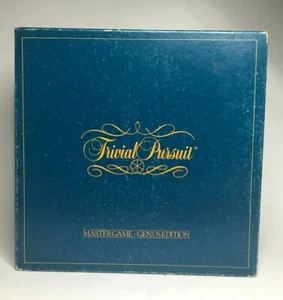 Trivial Pursuit®
MASTER GAME - GENUS EDITION